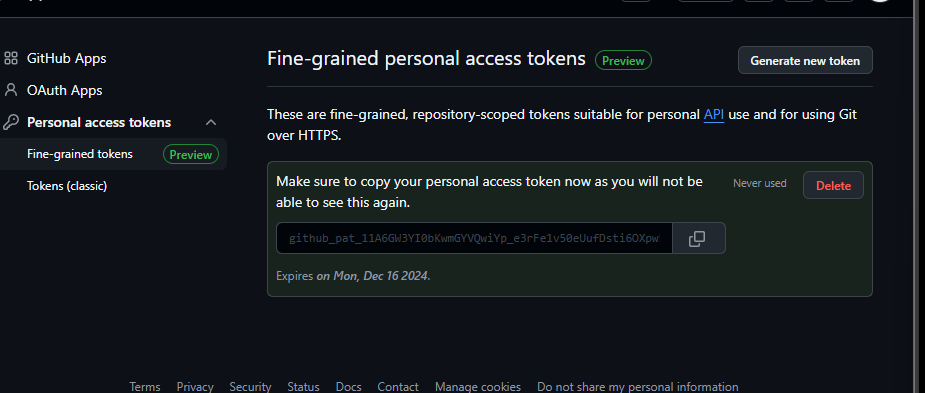 GitHub Apps
OAuth Apps
Personal access tokens
Fine-grained tokens Preview
Tokens (classic)
Fine-grained personal access tokens Preview
Generate new token
These are fine-grained, repository-scoped tokens suitable for personal API use and for using Git
over HTTPS.
Make sure to copy your personal access token now as you will not be
able to see this again.
Never used
Delete
Expires on Mon, Dec 16 2024.
Terms Privacy Security Status Docs Contact Manage cookies Do not share my personal information